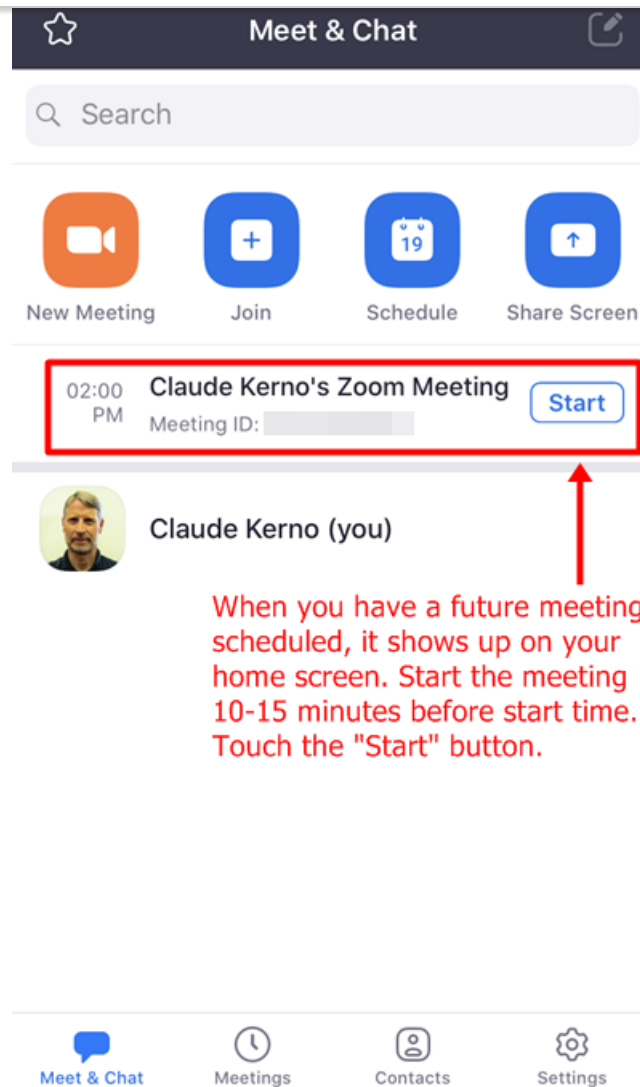 Meet & Chat
Search
19
New Meeting
Join
Schedule
Share Screen
02:00
PM
Claude Kerno's Zoom Meeting
Meeting ID:
Start
Claude Kerno (you)
When you have a future meeting
scheduled, it shows up on your
home screen. Start the meeting
10-15 minutes before start time.
Touch the "Start" button.
Meet & Chat
Meetings
Contacts
Settings